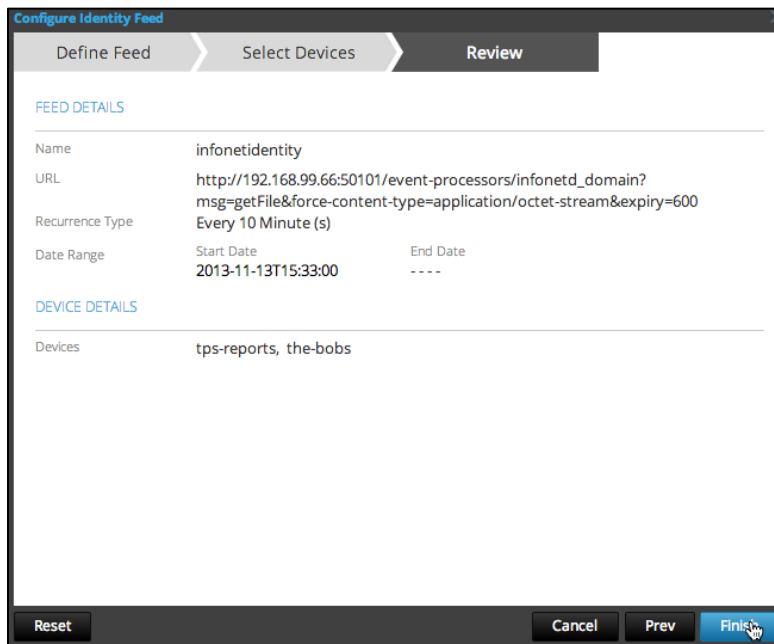 Configure Identity Feed
Define Feed Select Devices Review
FEED DETAILS
Name infonetidentity
URL http://192.168.99.66:50101/event-processors/infonetd_domain?
msg=getFile&force-content-type=application/octet-stream&expiry=600
Recurrence Type Every 10 Minute (s)
Date Range Start Date End Date
2013-11-13T15:33:00 - - - -
DEVICE DETAILS
Devices tps-reports, the-bobs
Reset Cancel Prev Finish